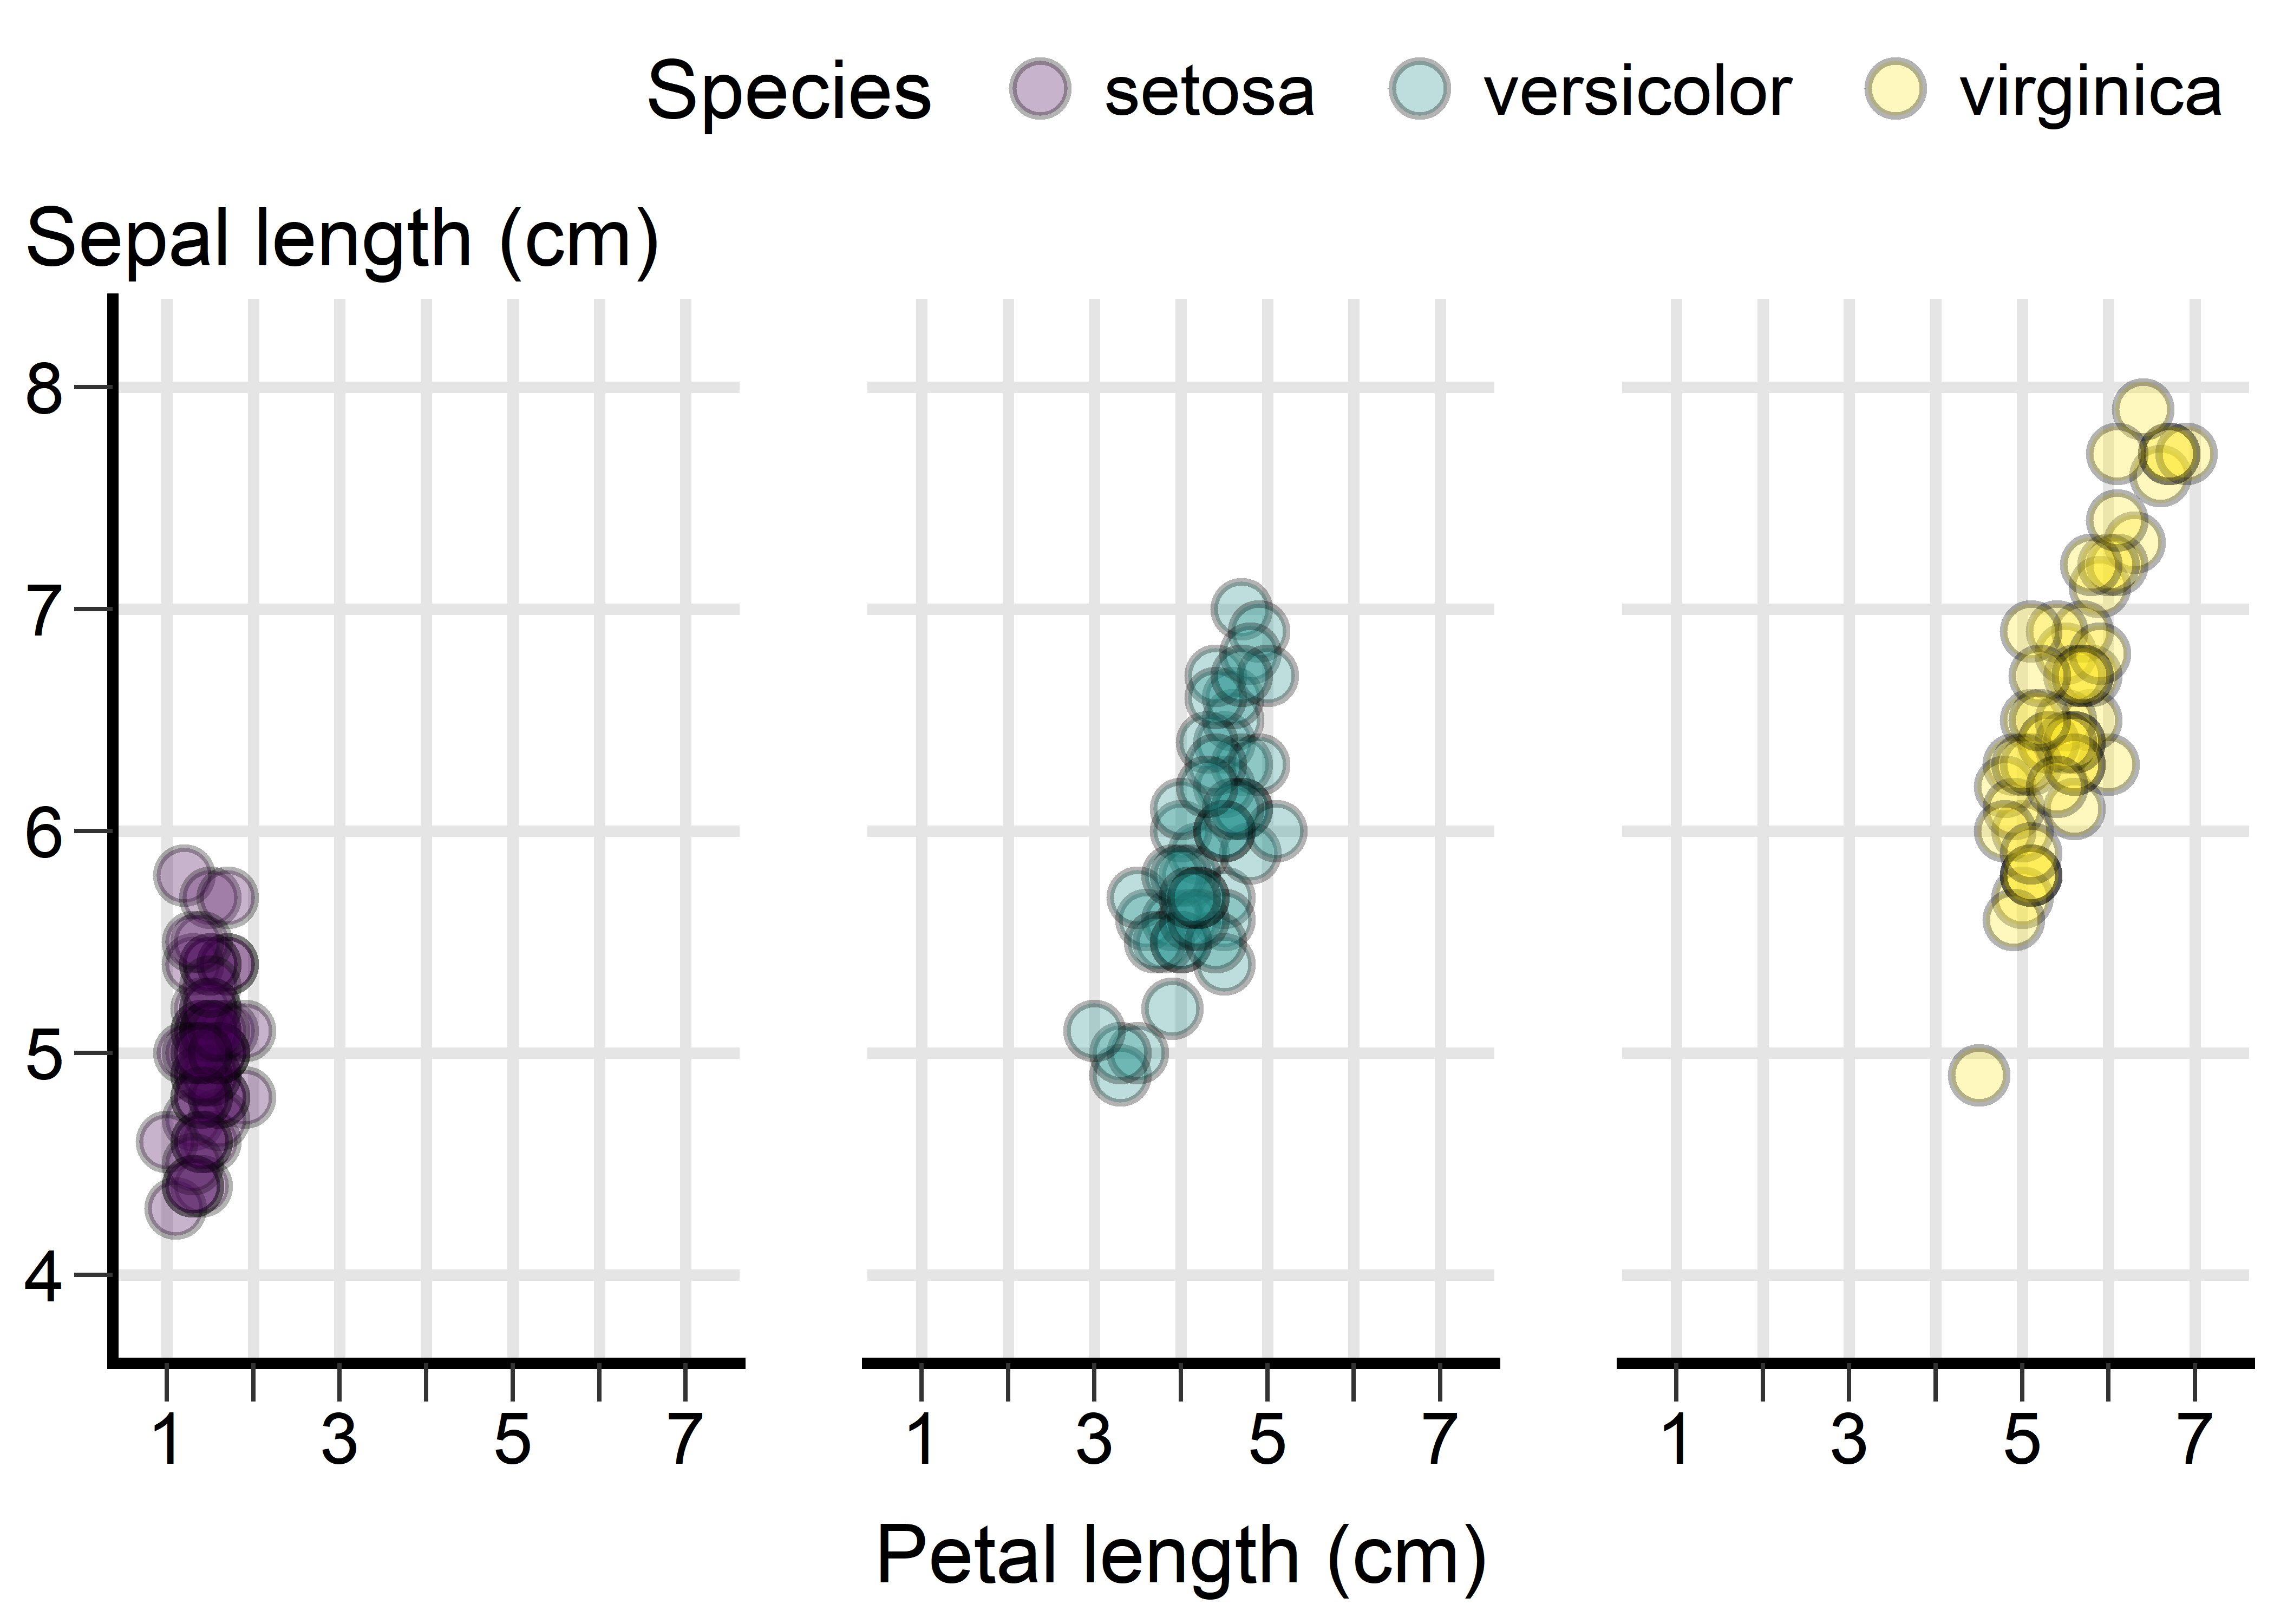 Species setosa versicolor virginica
Sepal length (cm)
8
7
6
5
4
1 3 5 7 1 3 5 7 1 3 5 7
Petal length (cm)